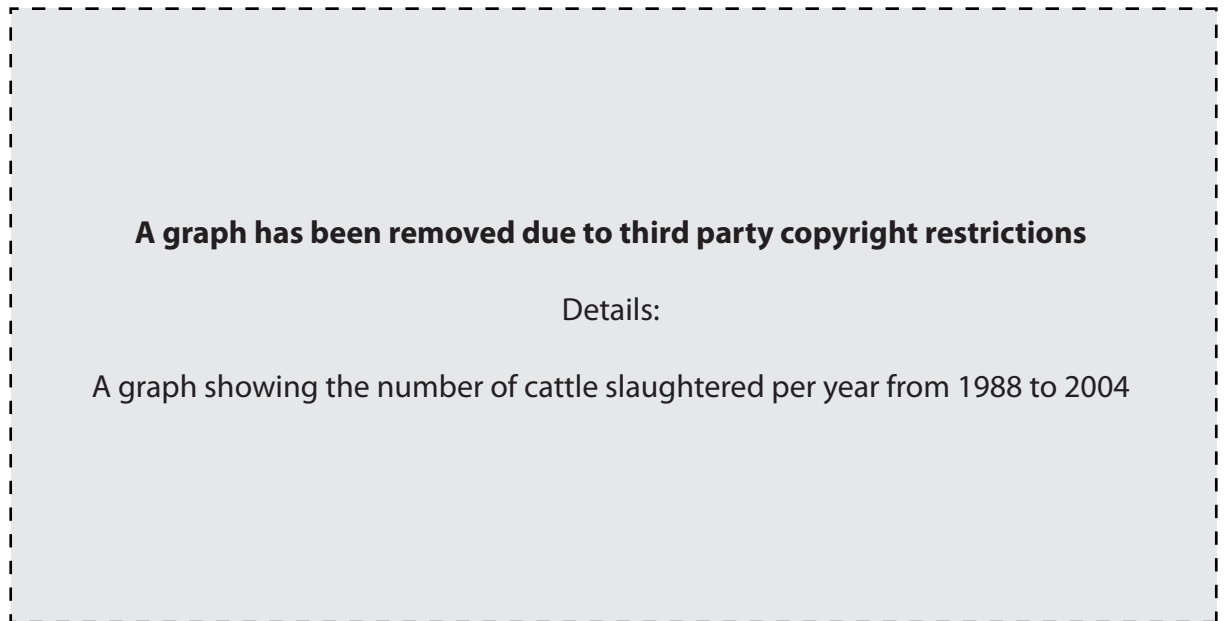 A graph has been removed due to third party copyright restrictions
Details:
A graph showing the number of cattle slaughtered per year from 1988 to 2004